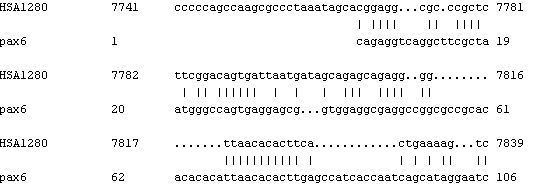 HSA1280 7741 cccccagccaagcgccctaaatagcacggagg...cgc.ccgctc 7781
pax6 1 cagaggtcaggcttcgcta 19
HSA1280 7782 ttcggacagtgattaatgatagcagagcagagg..gg........ 7816
pax6 20 atgggccagtgaggagcg...gtggaggcgaggccggcgccgcac 61
HSA1280 7817 .......ttaacacacttca............ctgaaaag...tc 7839
pax6 62 acacacattaacacacttgagccatcaccaatcagcataggaatc 106